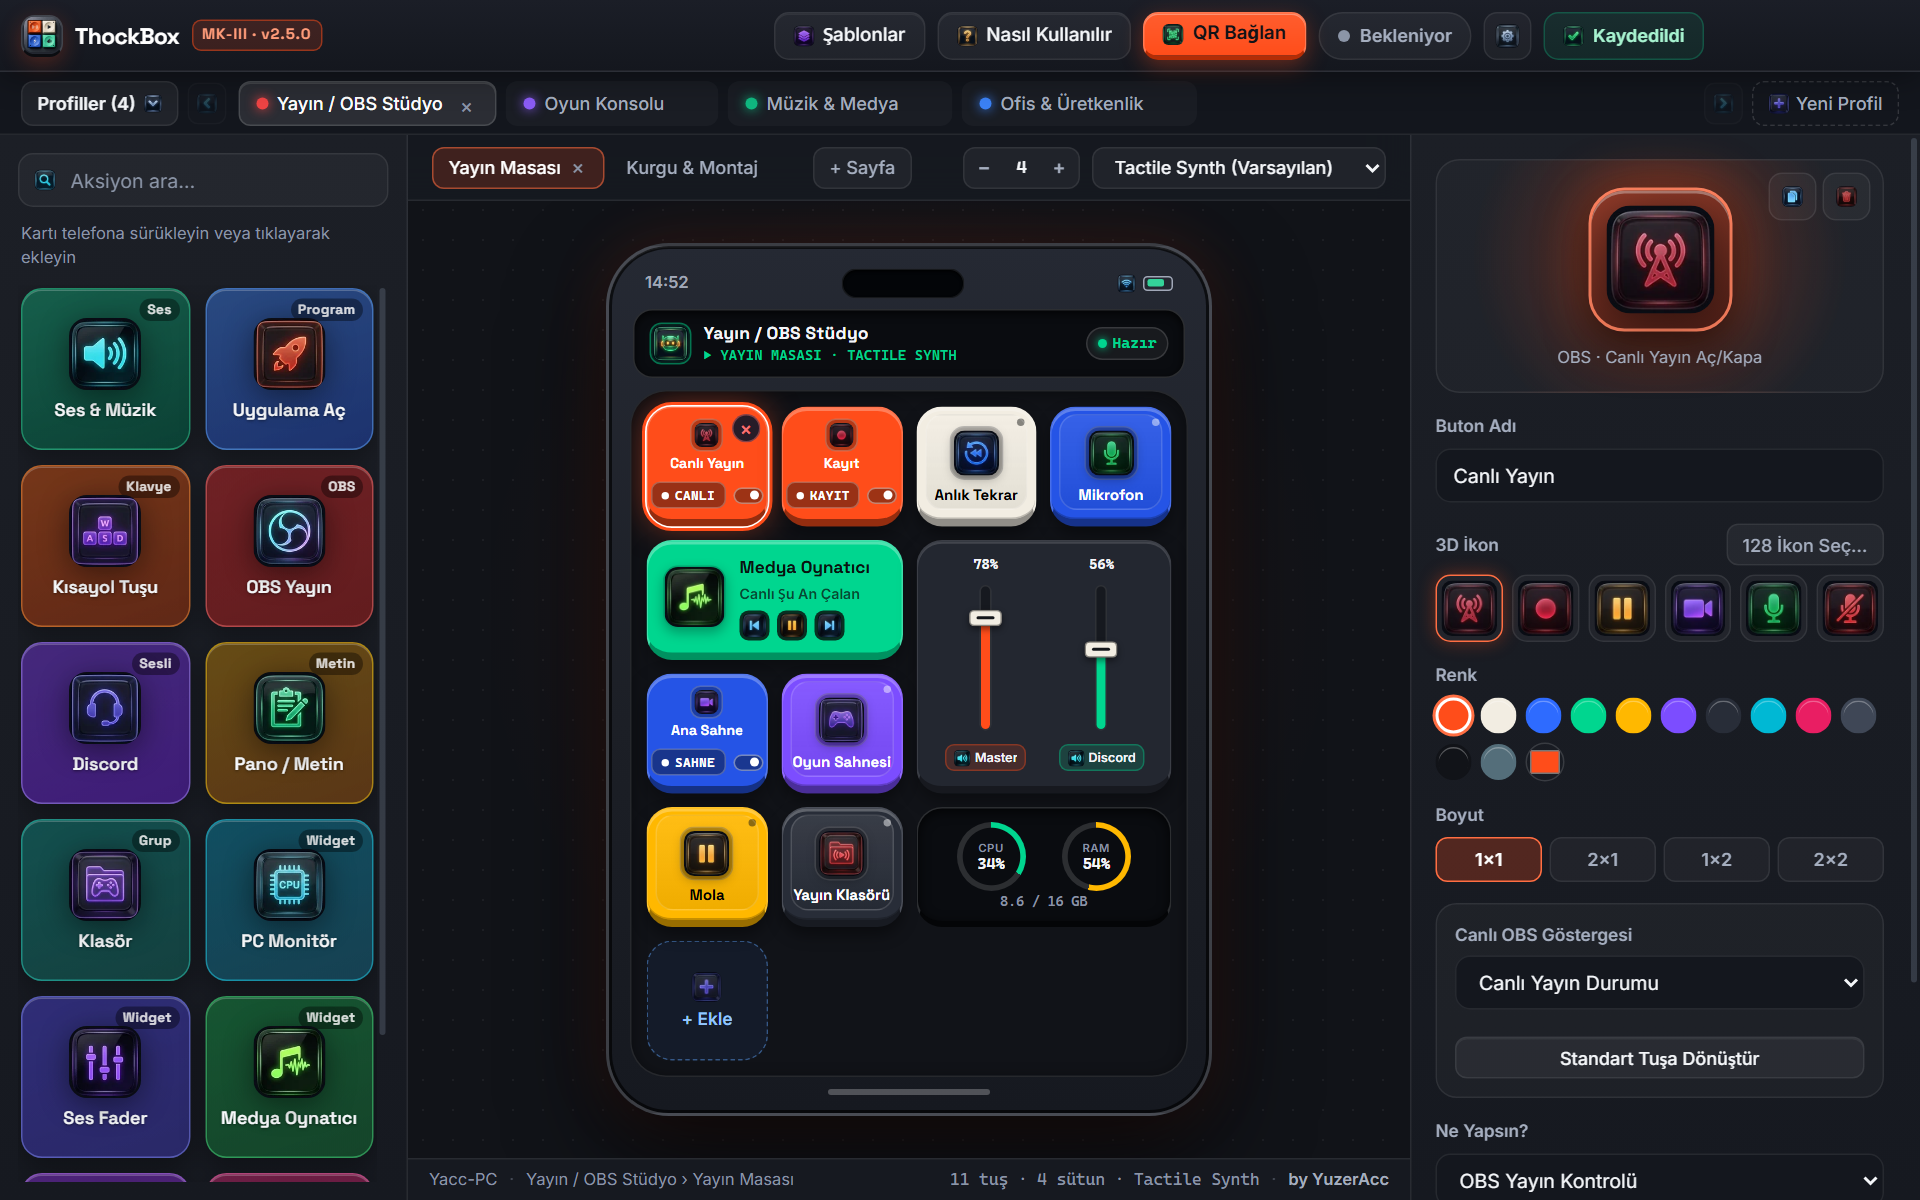 ThockBox
MK-III · v2.5.0
Şablonlar
Nasıl Kullanılır
QR Bağlan
Bekleniyor
Kaydedildi
Profiller (4)
Yayın / OBS Stüdyo ×
Oyun Konsolu
Müzik & Medya
Ofis & Üretkenlik
Yeni Profil
Aksiyon ara...
Kartı telefona sürükleyin veya tıklayarak
ekleyin
Ses
Ses & Müzik
Program
Uygulama Aç
Klavye
W
A S D
Kısayol Tuşu
OBS
OBS Yayın
Sesli
Discord
Metin
Pano / Metin
Grup
Klasör
Widget
CPU
PC Monitör
Widget
Ses Fader
Widget
Medya Oynatıcı
Yayın Masası ×
Kurgu & Montaj
+ Sayfa
− 4 +
Tactile Synth (Varsayılan)
14:52
Yayın / OBS Stüdyo
YAYIN MASASI · TACTILE SYNTH
Hazır
Canlı Yayın
CANLI
Kayıt
KAYIT
Anlık Tekrar
Mikrofon
Medya Oynatıcı
Canlı Şu An Çalan
78%
56%
Master
Discord
Ana Sahne
SAHNE
Oyun Sahnesi
Mola
Yayın Klasörü
CPU
34%
RAM
54%
8.6 / 16 GB
+ Ekle
Yacc-PC · Yayın / OBS Stüdyo › Yayın Masası
11 tuş · 4 sütun · Tactile Synth · by YuzerAcc
OBS · Canlı Yayın Aç/Kapa
Buton Adı
Canlı Yayın
3D İkon
128 İkon Seç...
Renk
Boyut
1×1
2×1
1×2
2×2
Canlı OBS Göstergesi
Canlı Yayın Durumu
Standart Tuşa Dönüştür
Ne Yapsın?
OBS Yayın Kontrolü